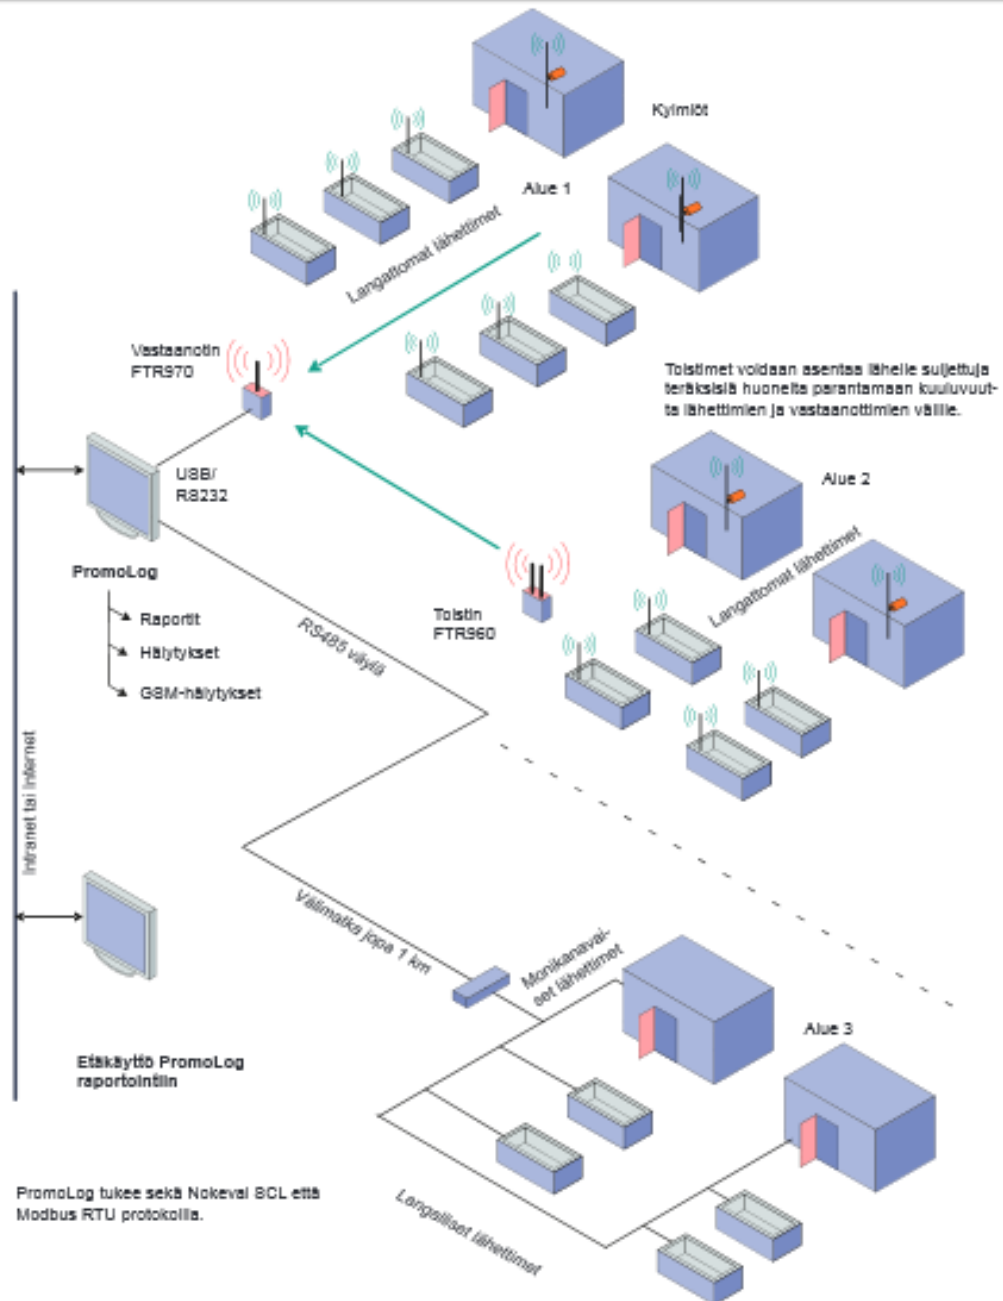 Kylmiöt
Alue 1
Langattomat lähettimet
Vastaanotin
FTR970
Toistimet voidaan asentaa lähelle suljettuja
teräksisiä huoneita parantamaan kuuluvuut-
ta lähettimien ja vastaanottimien välille.
USB/
RS232
Alue 2
Langattomat lähettimet
PromoLog
Raportit
Hälytykset
GSM-hälytykset
Toistin
FTR960
RS485 väylä
Intranet tai Internet
Välimatka jopa 1 km
Monikanavai-
set lähettimet
Alue 3
Etäkäyttö PromoLog
raportointiin
Langalliset lähettimet
PromoLog tukee sekä Nokeval SCL että
Modbus RTU protokollia.